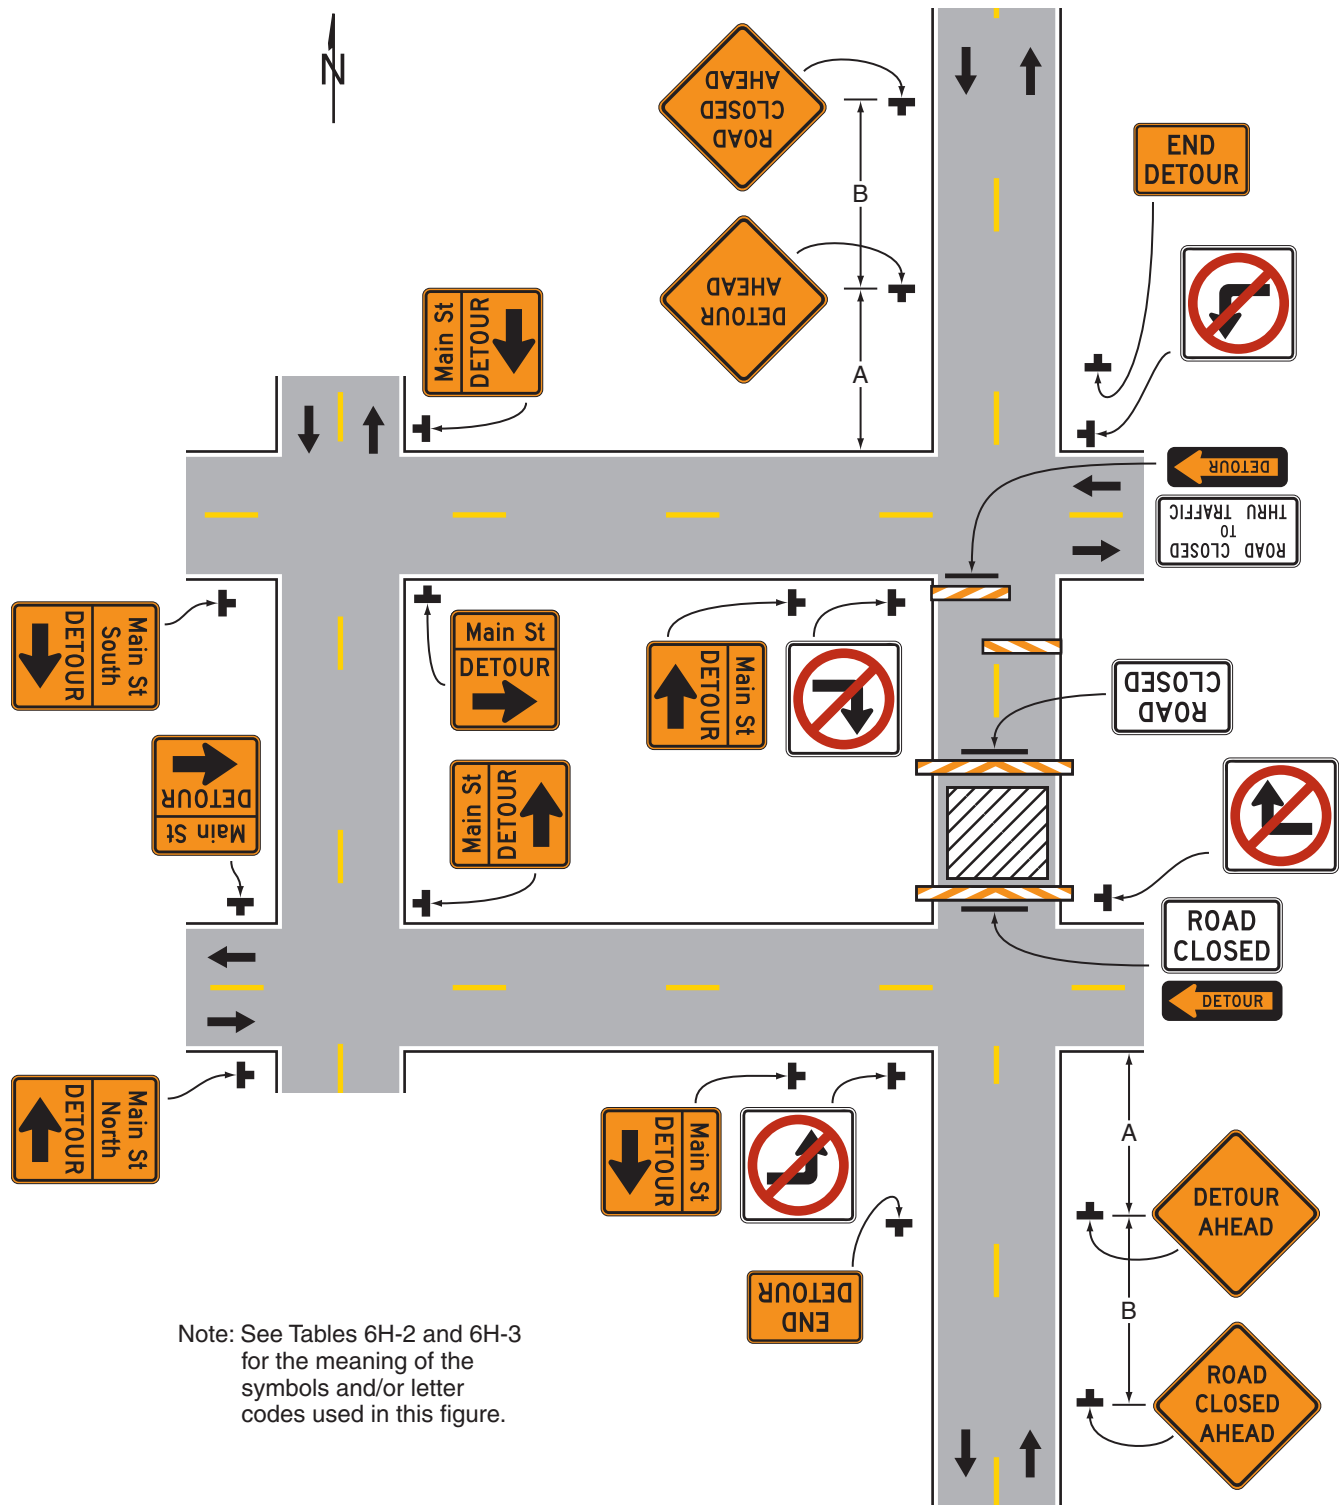 N
ROAD
CLOSED
AHEAD
B
END
DETOUR
DETOUR
AHEAD
Main St
DETOUR
A
DETOUR
ROAD CLOSED
TO
THRU TRAFFIC
Main St
South
DETOUR
Main St
DETOUR
Main St
DETOUR
ROAD
CLOSED
Main St
DETOUR
Main St
DETOUR
ROAD
CLOSED
DETOUR
Main St
North
DETOUR
Main St
DETOUR
A
DETOUR
AHEAD
END
DETOUR
B
ROAD
CLOSED
AHEAD
Note: See Tables 6H-2 and 6H-3
for the meaning of the
symbols and/or letter
codes used in this figure.